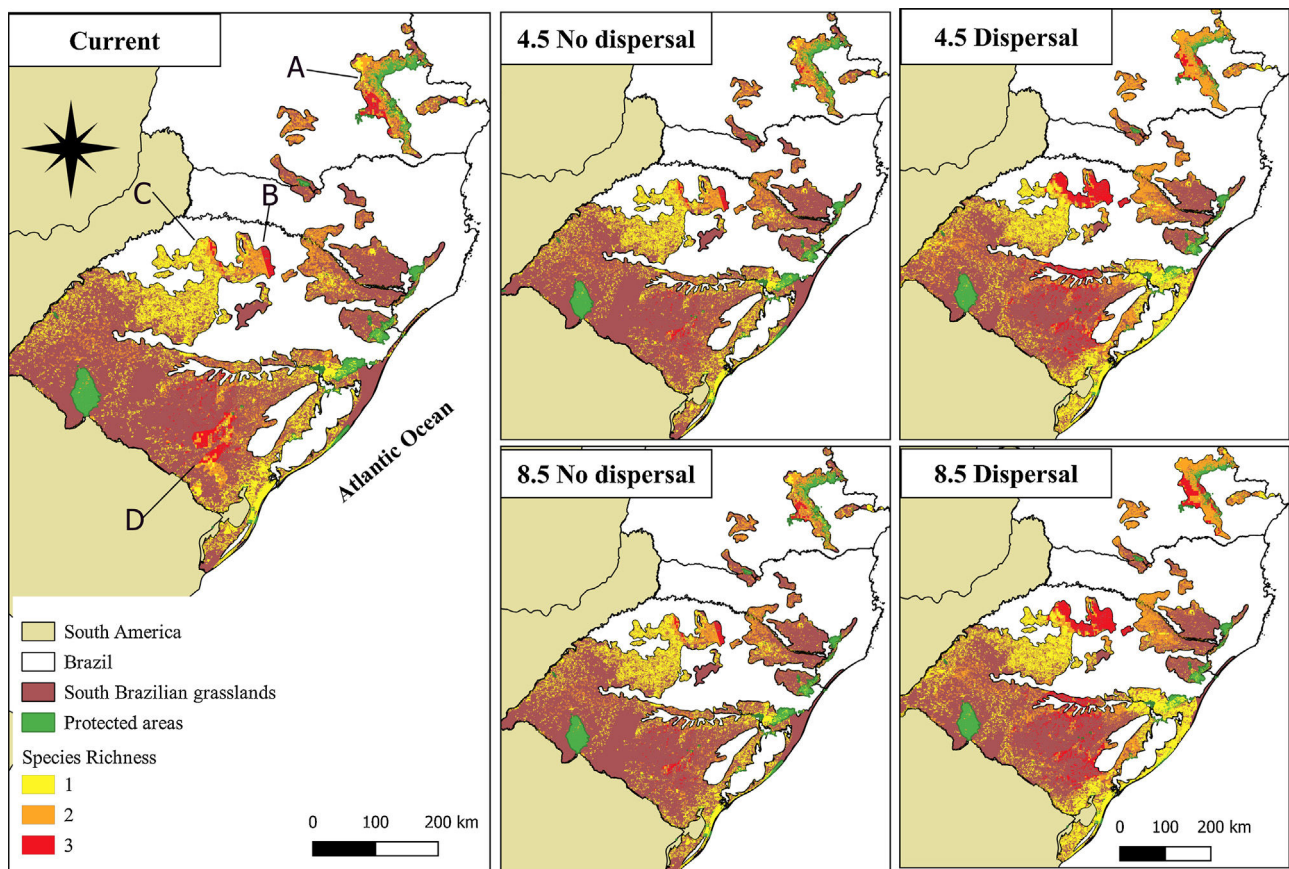 Current
A
C
B
D
Atlantic Ocean
South America
Brazil
South Brazilian grasslands
Protected areas
Species Richness
1
2
3
0 100 200 km
4.5 No dispersal
4.5 Dispersal
8.5 No dispersal
8.5 Dispersal
0 100 200 km